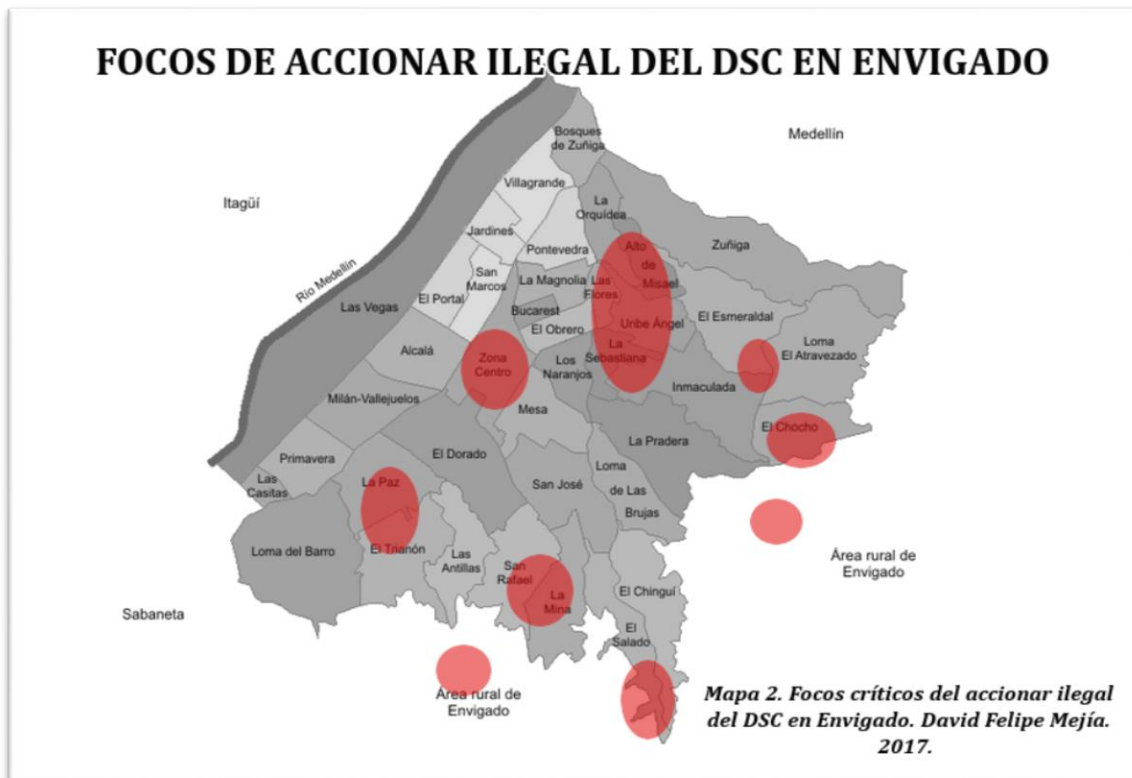 FOCOS DE ACCIONAR ILEGAL DEL DSC EN ENVIGADO
Medellín
Bosques
de Zuñiga
Itagüí
Villagrande
La
Orquídea
Jardines
Pontevedra
Alto
de
Misael
Zuñiga
Río Medellín
San
Marcos
La Magnolia
Las
Flores
Las Vegas
El Portal
Bucarest
El Obrero
Uribe Ángel
El Esmeraldal
Loma
El Atravezado
Alcalá
Zona
Centro
Los
Naranjos
La
Sebastiana
Inmaculada
Milán-Vallejuelos
Mesa
El Chocho
La Pradera
Primavera
El Dorado
Las
Casitas
La Paz
San José
Loma
de Las
Brujas
Loma del Barro
El Trianón
Las
Antillas
San
Rafael
La
Mina
El Chinguí
El
Salado
Área rural de
Envigado
Sabaneta
Área rural de
Envigado
Mapa 2. Focos críticos del accionar ilegal
del DSC en Envigado. David Felipe Mejía.
2017.